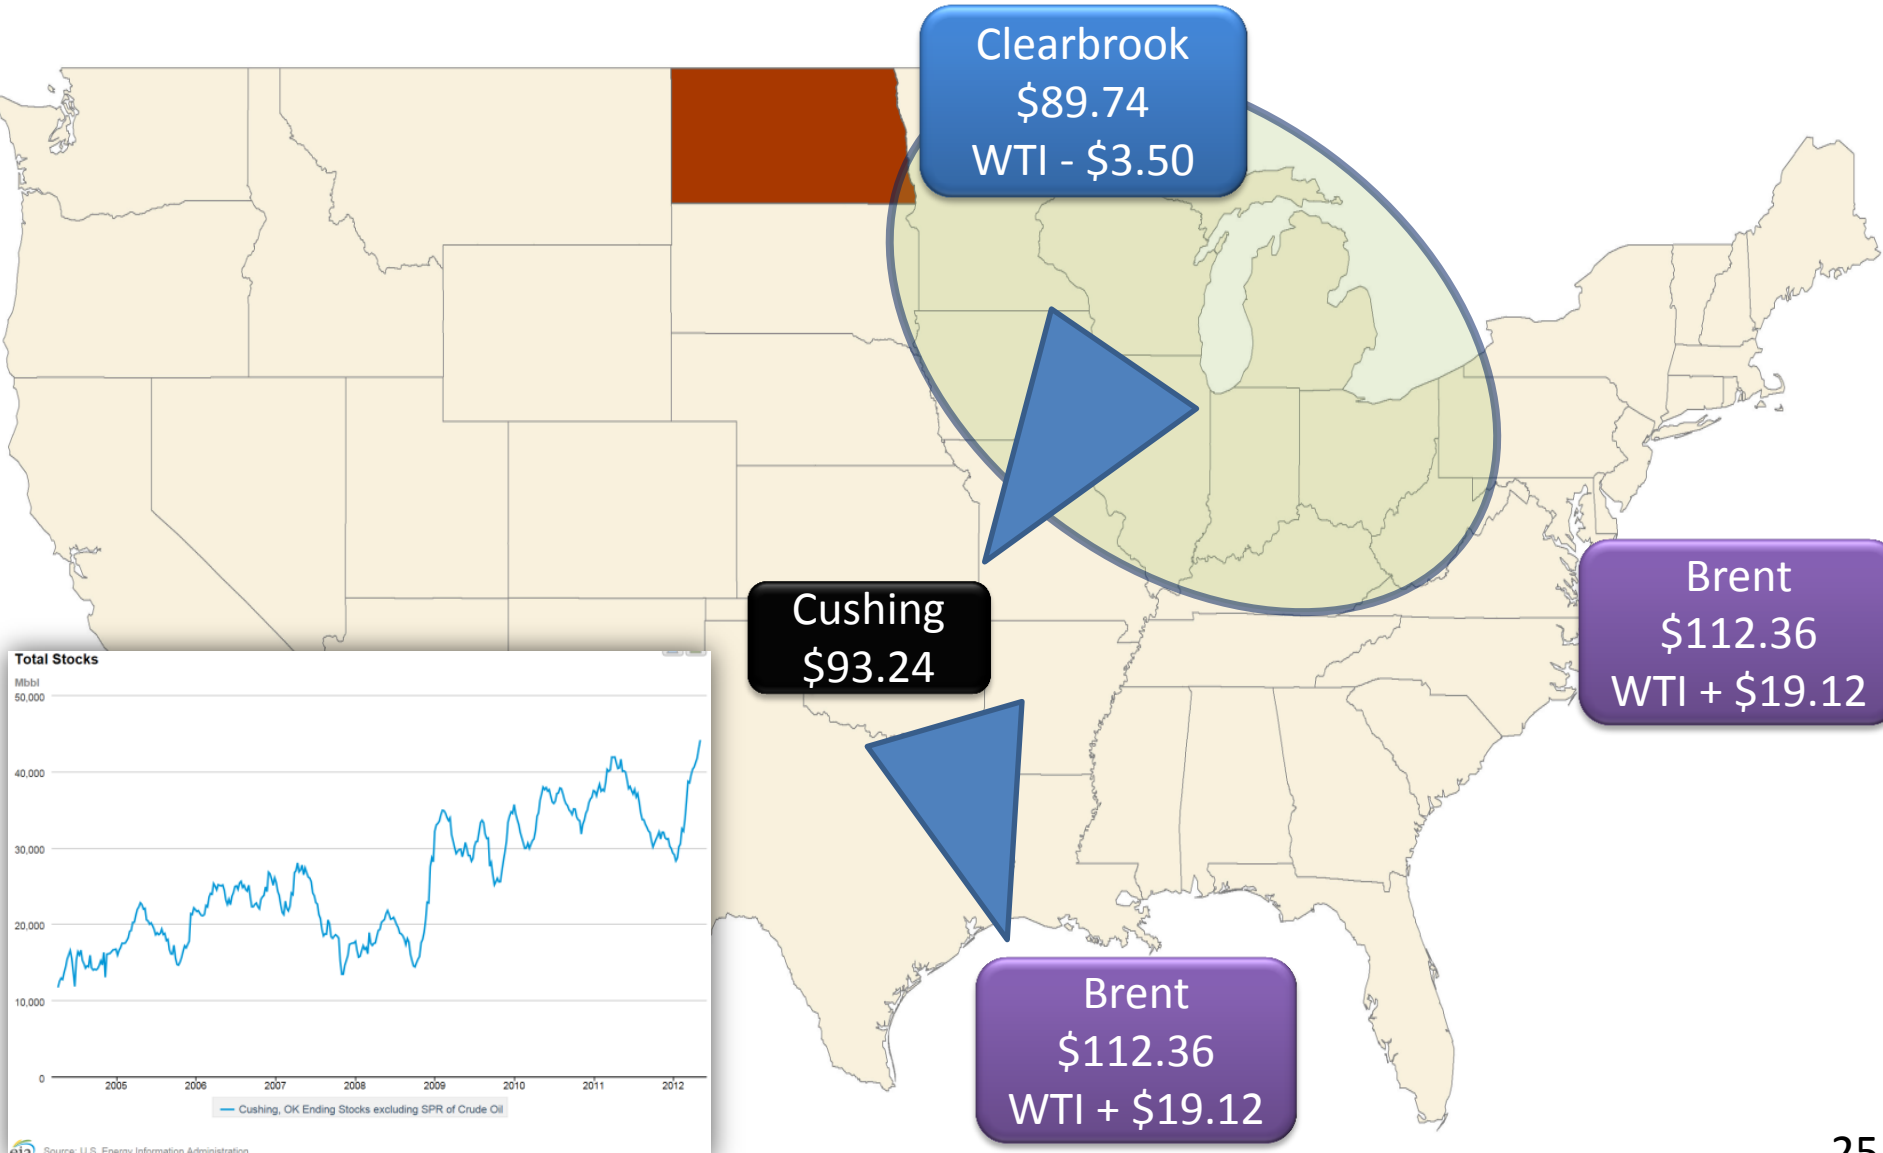 Clearbrook
$89.74
WTI - $3.50
Cushing
$93.24
Brent
$112.36
WTI + $19.12
Total Stocks
Mbbl
50,000
40,000
30,000
20,000
10,000
0
2005 2006 2007 2008 2009 2010 2011 2012
Cushing, OK Ending Stocks excluding SPR of Crude Oil
eia Source: U.S. Energy Information Administration
Brent
$112.36
WTI + $19.12
25